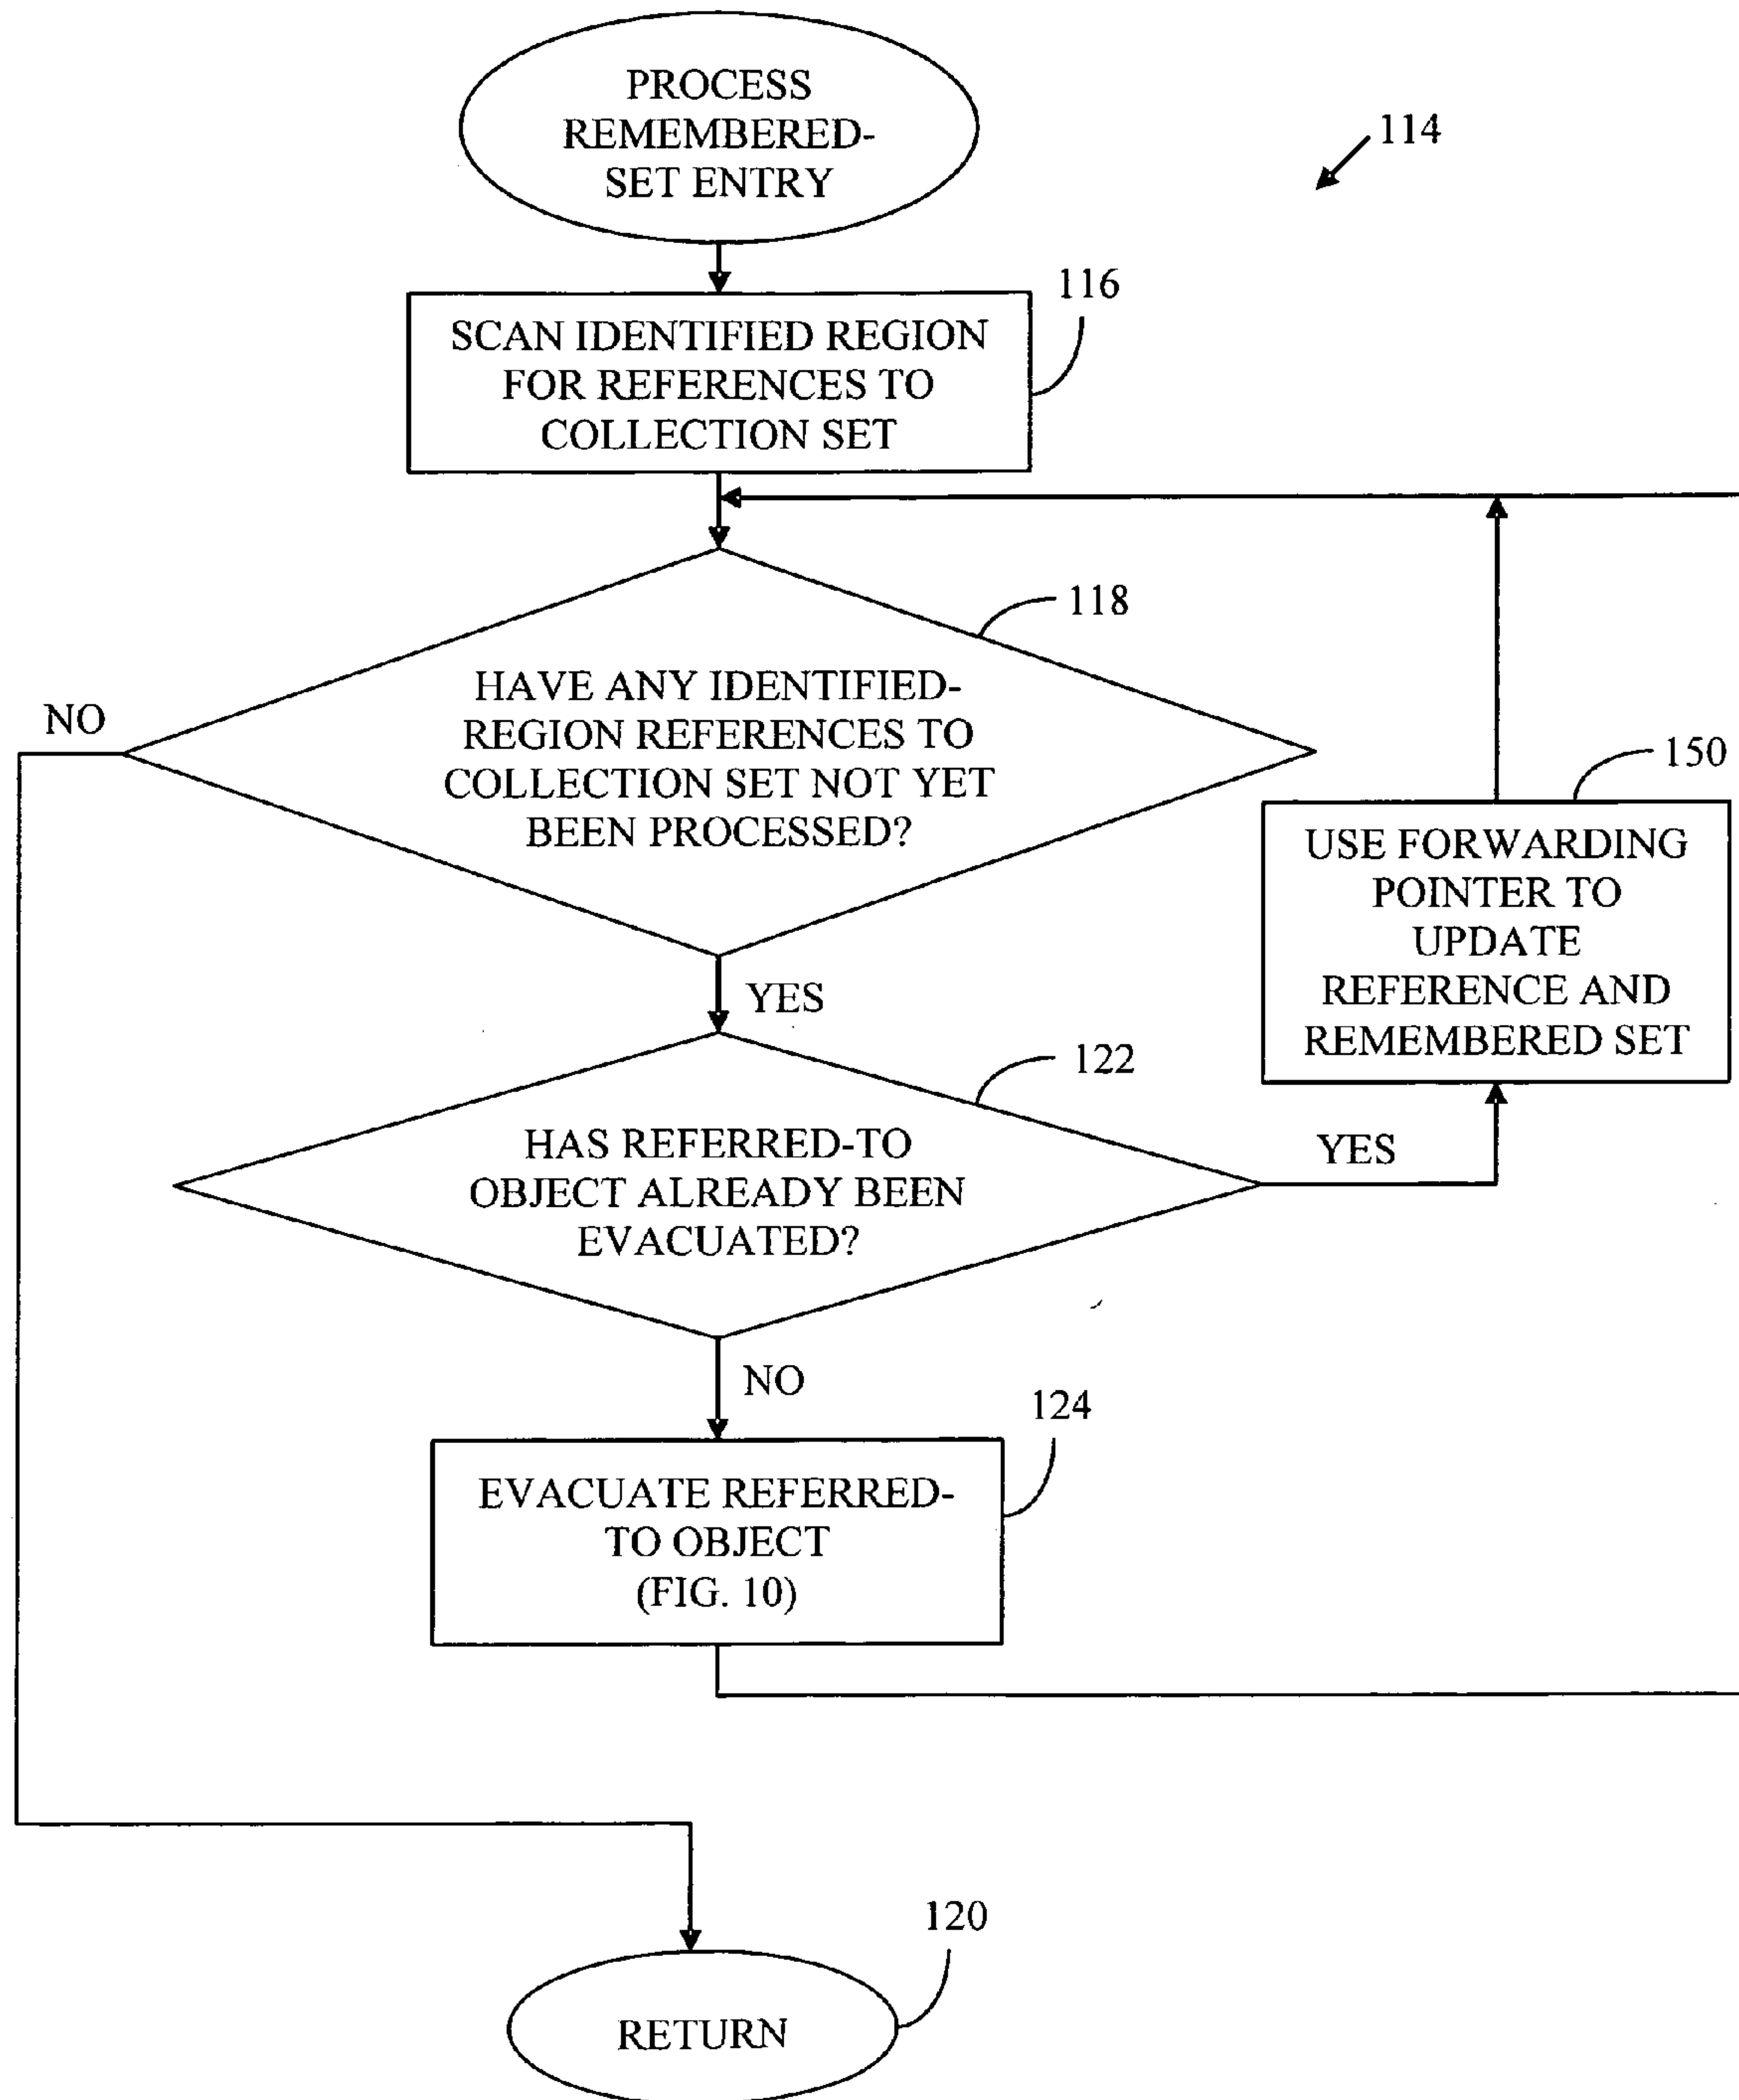 PROCESS
REMEMBERED-
SET ENTRY
114
116
SCAN IDENTIFIED REGION
FOR REFERENCES TO
COLLECTION SET
118
HAVE ANY IDENTIFIED-
REGION REFERENCES TO
COLLECTION SET NOT YET
BEEN PROCESSED?
NO
150
USE FORWARDING
POINTER TO
UPDATE
REFERENCE AND
REMEMBERED SET
YES
122
HAS REFERRED-TO
OBJECT ALREADY BEEN
EVACUATED?
YES
NO
124
EVACUATE REFERRED-
TO OBJECT
(FIG. 10)
120
RETURN